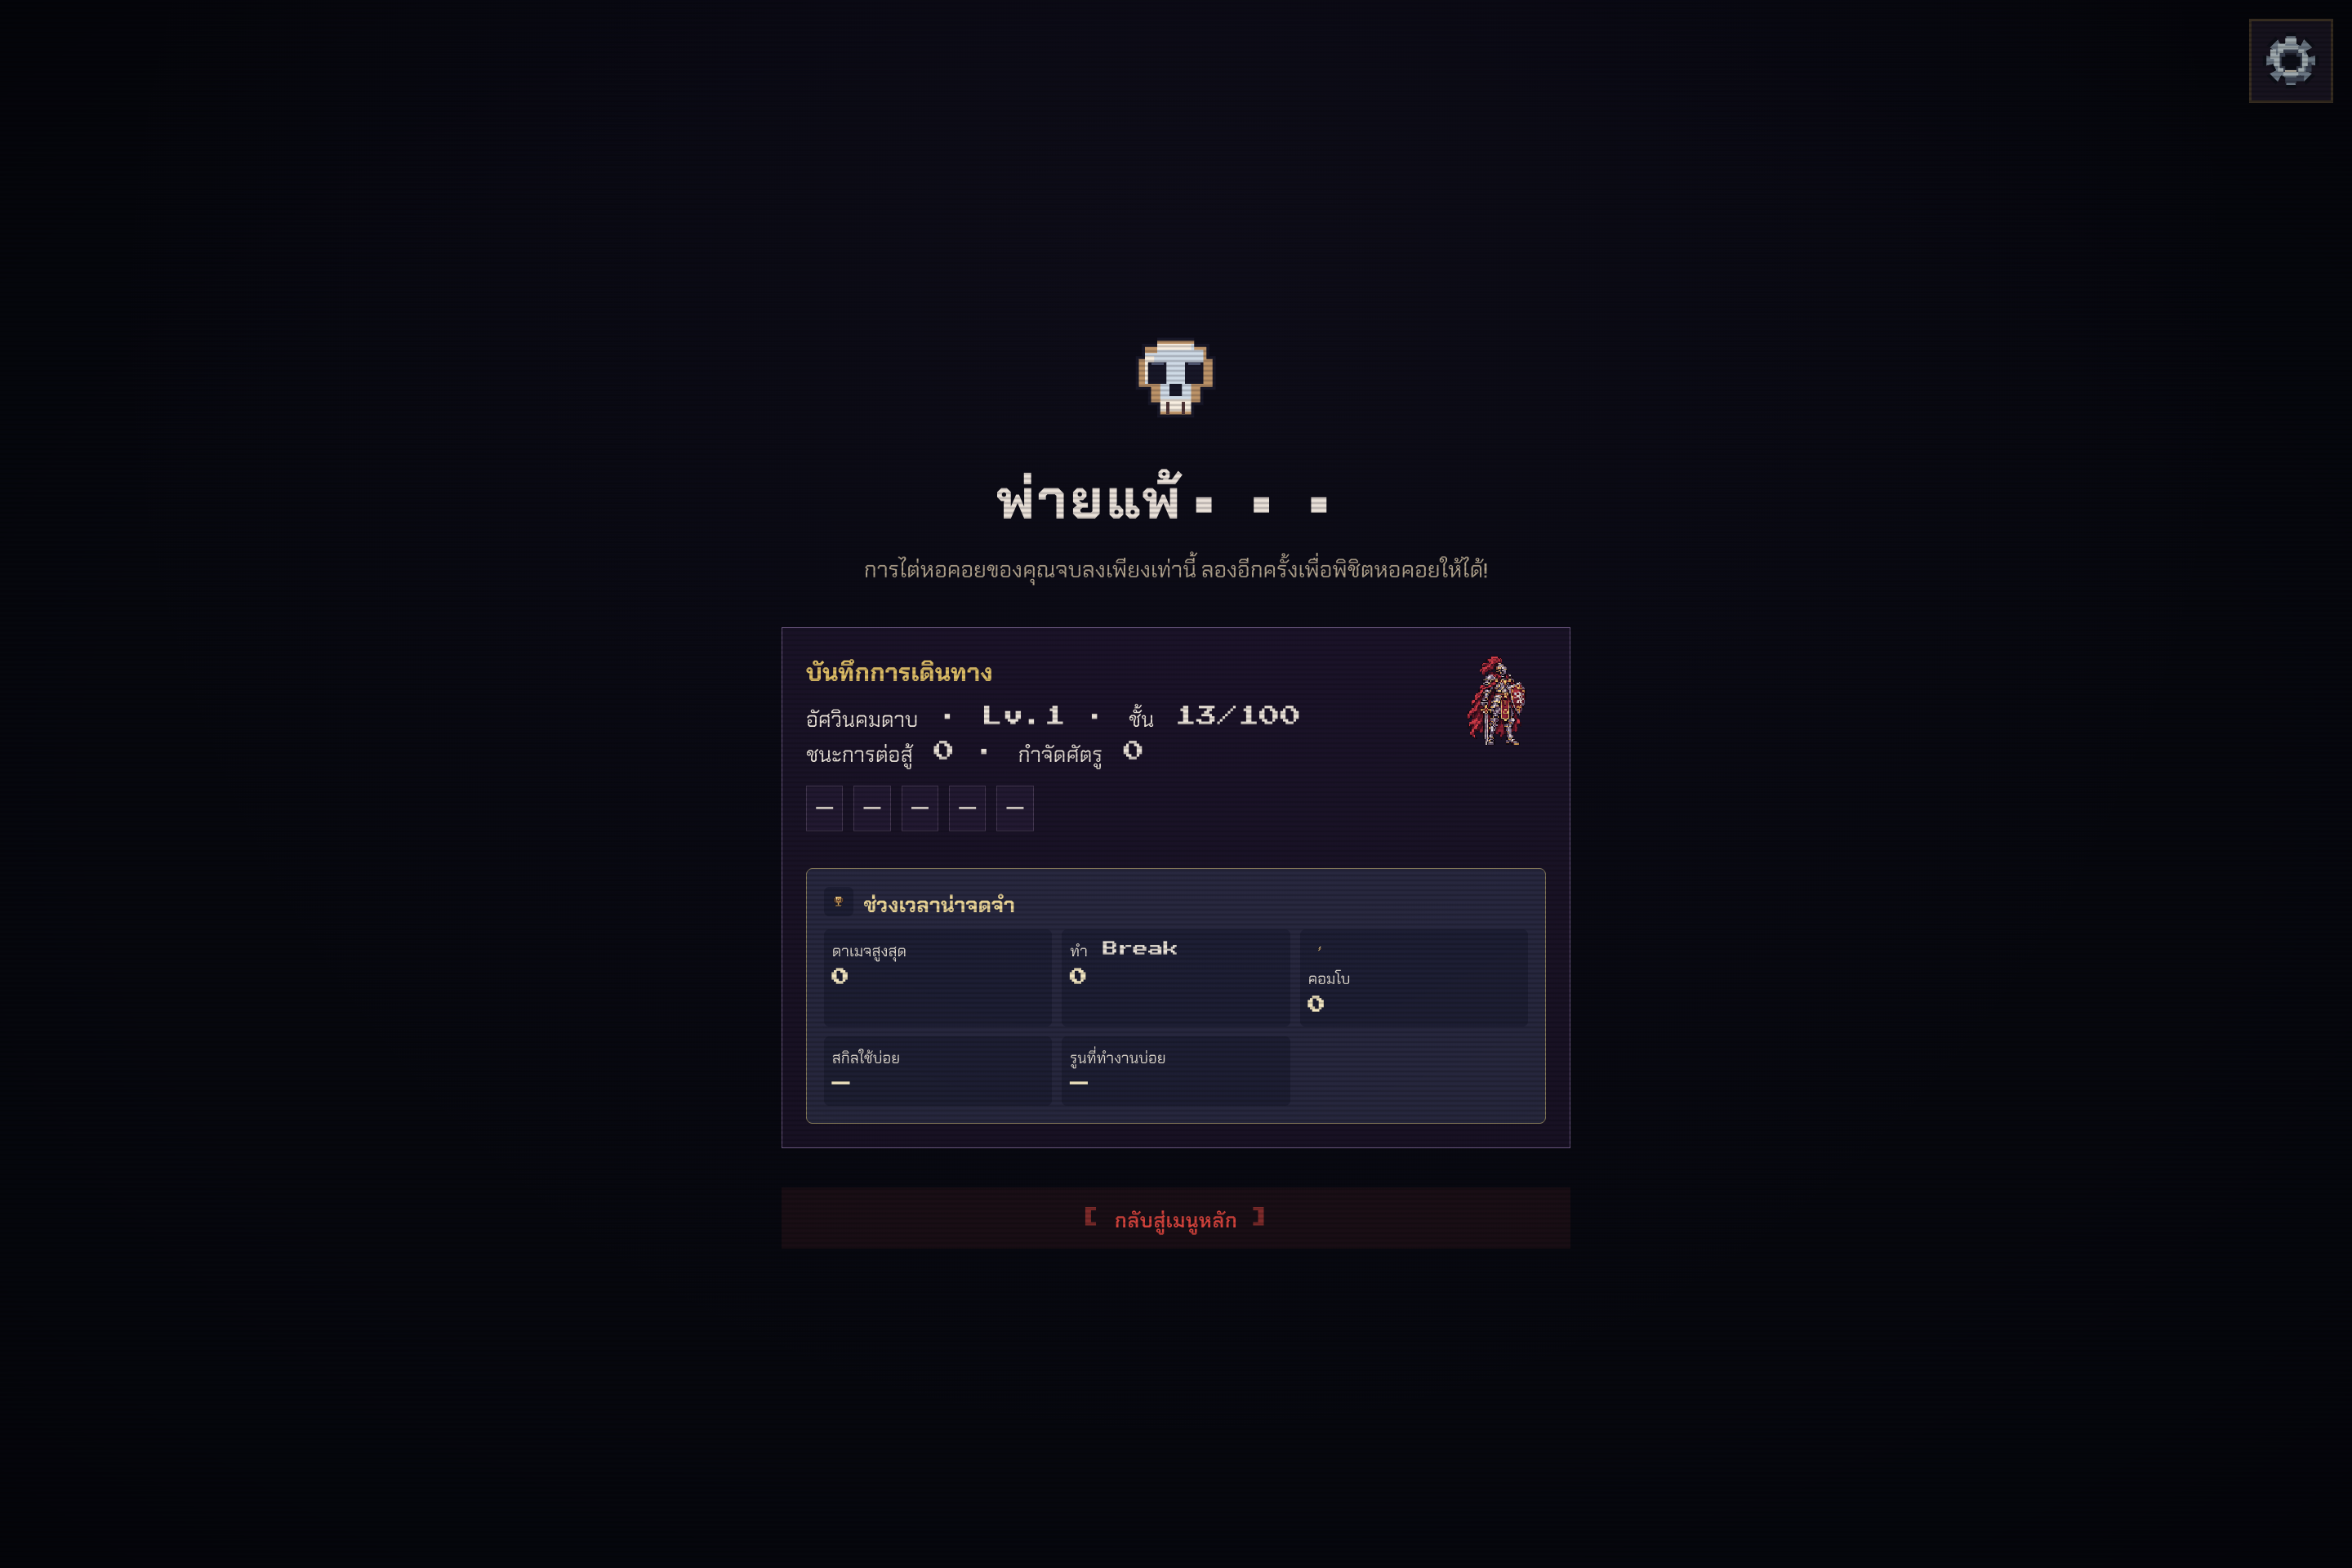 พ่ายแพ้...
การไต่หอคอยของคุณจบลงเพียงเท่านี้ ลองอีกครั้งเพื่อพิชิตหอคอยให้ได้!
บันทึกการเดินทาง
อัศวินคมดาบ · Lv.1 · ชั้น 13/100
ชนะการต่อสู้ 0 · กำจัดศัตรู 0
— — — — —
ช่วงเวลาน่าจดจำ
ดาเมจสูงสุด
0
ทำ Break
0
คอมโบ
0
สกิลใช้บ่อย
—
รูนที่ทำงานบ่อย
—
[ กลับสู่เมนูหลัก ]